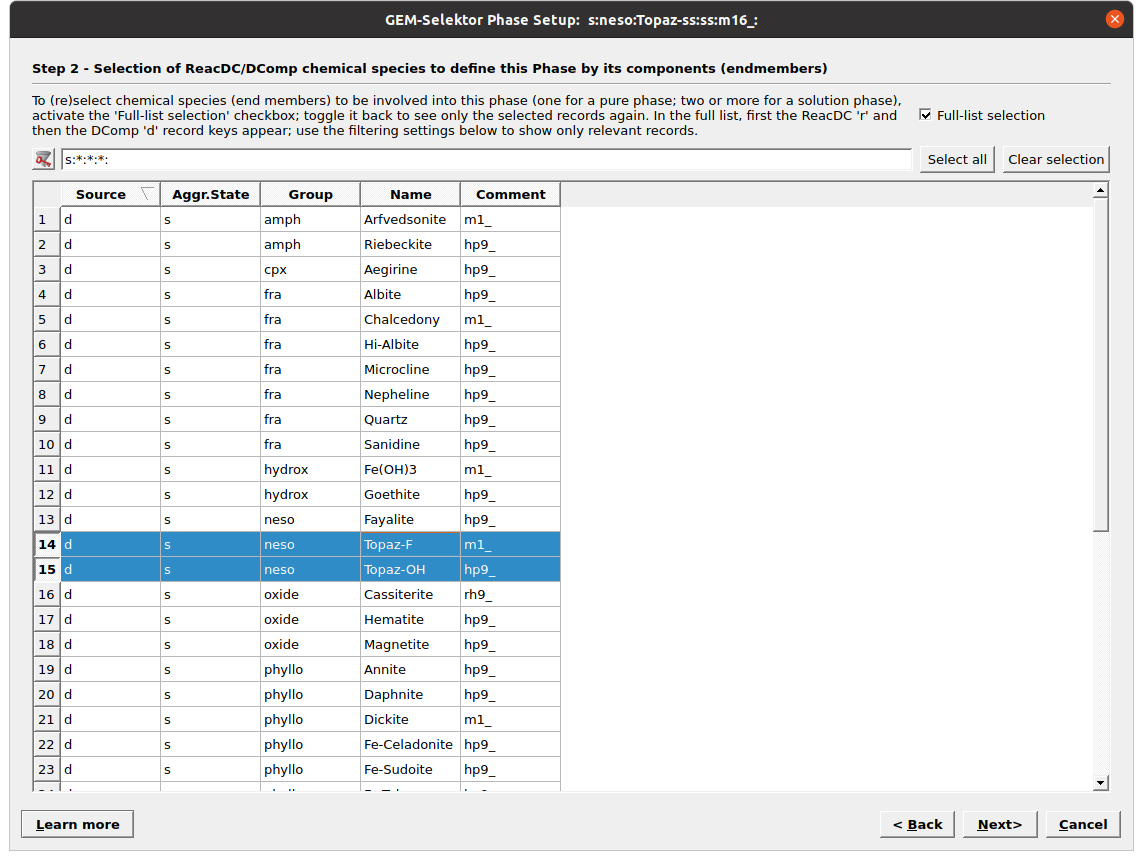 GEM-Selektor Phase Setup:  s:neso:Topaz-ss:ss:m16_:
Step 2 - Selection of ReacDC/DComp chemical species to define this Phase by its components (endmembers)
To (re)select chemical species (end members) to be involved into this phase (one for a pure phase; two or more for a solution phase),
activate the 'Full-list selection' checkbox; toggle it back to see only the selected records again. In the full list, first the ReacDC 'r' and
then the DComp 'd' record keys appear; use the filtering settings below to show only relevant records.
Full-list selection
s:*:*:*: Select all Clear selection
Source Aggr.State Group Name Comment
1 d s amph Arfvedsonite m1_
2 d s amph Riebeckite hp9_
3 d s cpx Aegirine hp9_
4 d s fra Albite hp9_
5 d s fra Chalcedony m1_
6 d s fra Hi-Albite hp9_
7 d s fra Microcline hp9_
8 d s fra Nepheline hp9_
9 d s fra Quartz hp9_
10 d s fra Sanidine hp9_
11 d s hydrox Fe(OH)3 m1_
12 d s hydrox Goethite hp9_
13 d s neso Fayalite hp9_
14 d s neso Topaz-F m1_
15 d s neso Topaz-OH hp9_
16 d s oxide Cassiterite rh9_
17 d s oxide Hematite hp9_
18 d s oxide Magnetite hp9_
19 d s phyllo Annite hp9_
20 d s phyllo Daphnite hp9_
21 d s phyllo Dickite m1_
22 d s phyllo Fe-Celadonite hp9_
23 d s phyllo Fe-Sudoite hp9_
Learn more < Back Next> Cancel